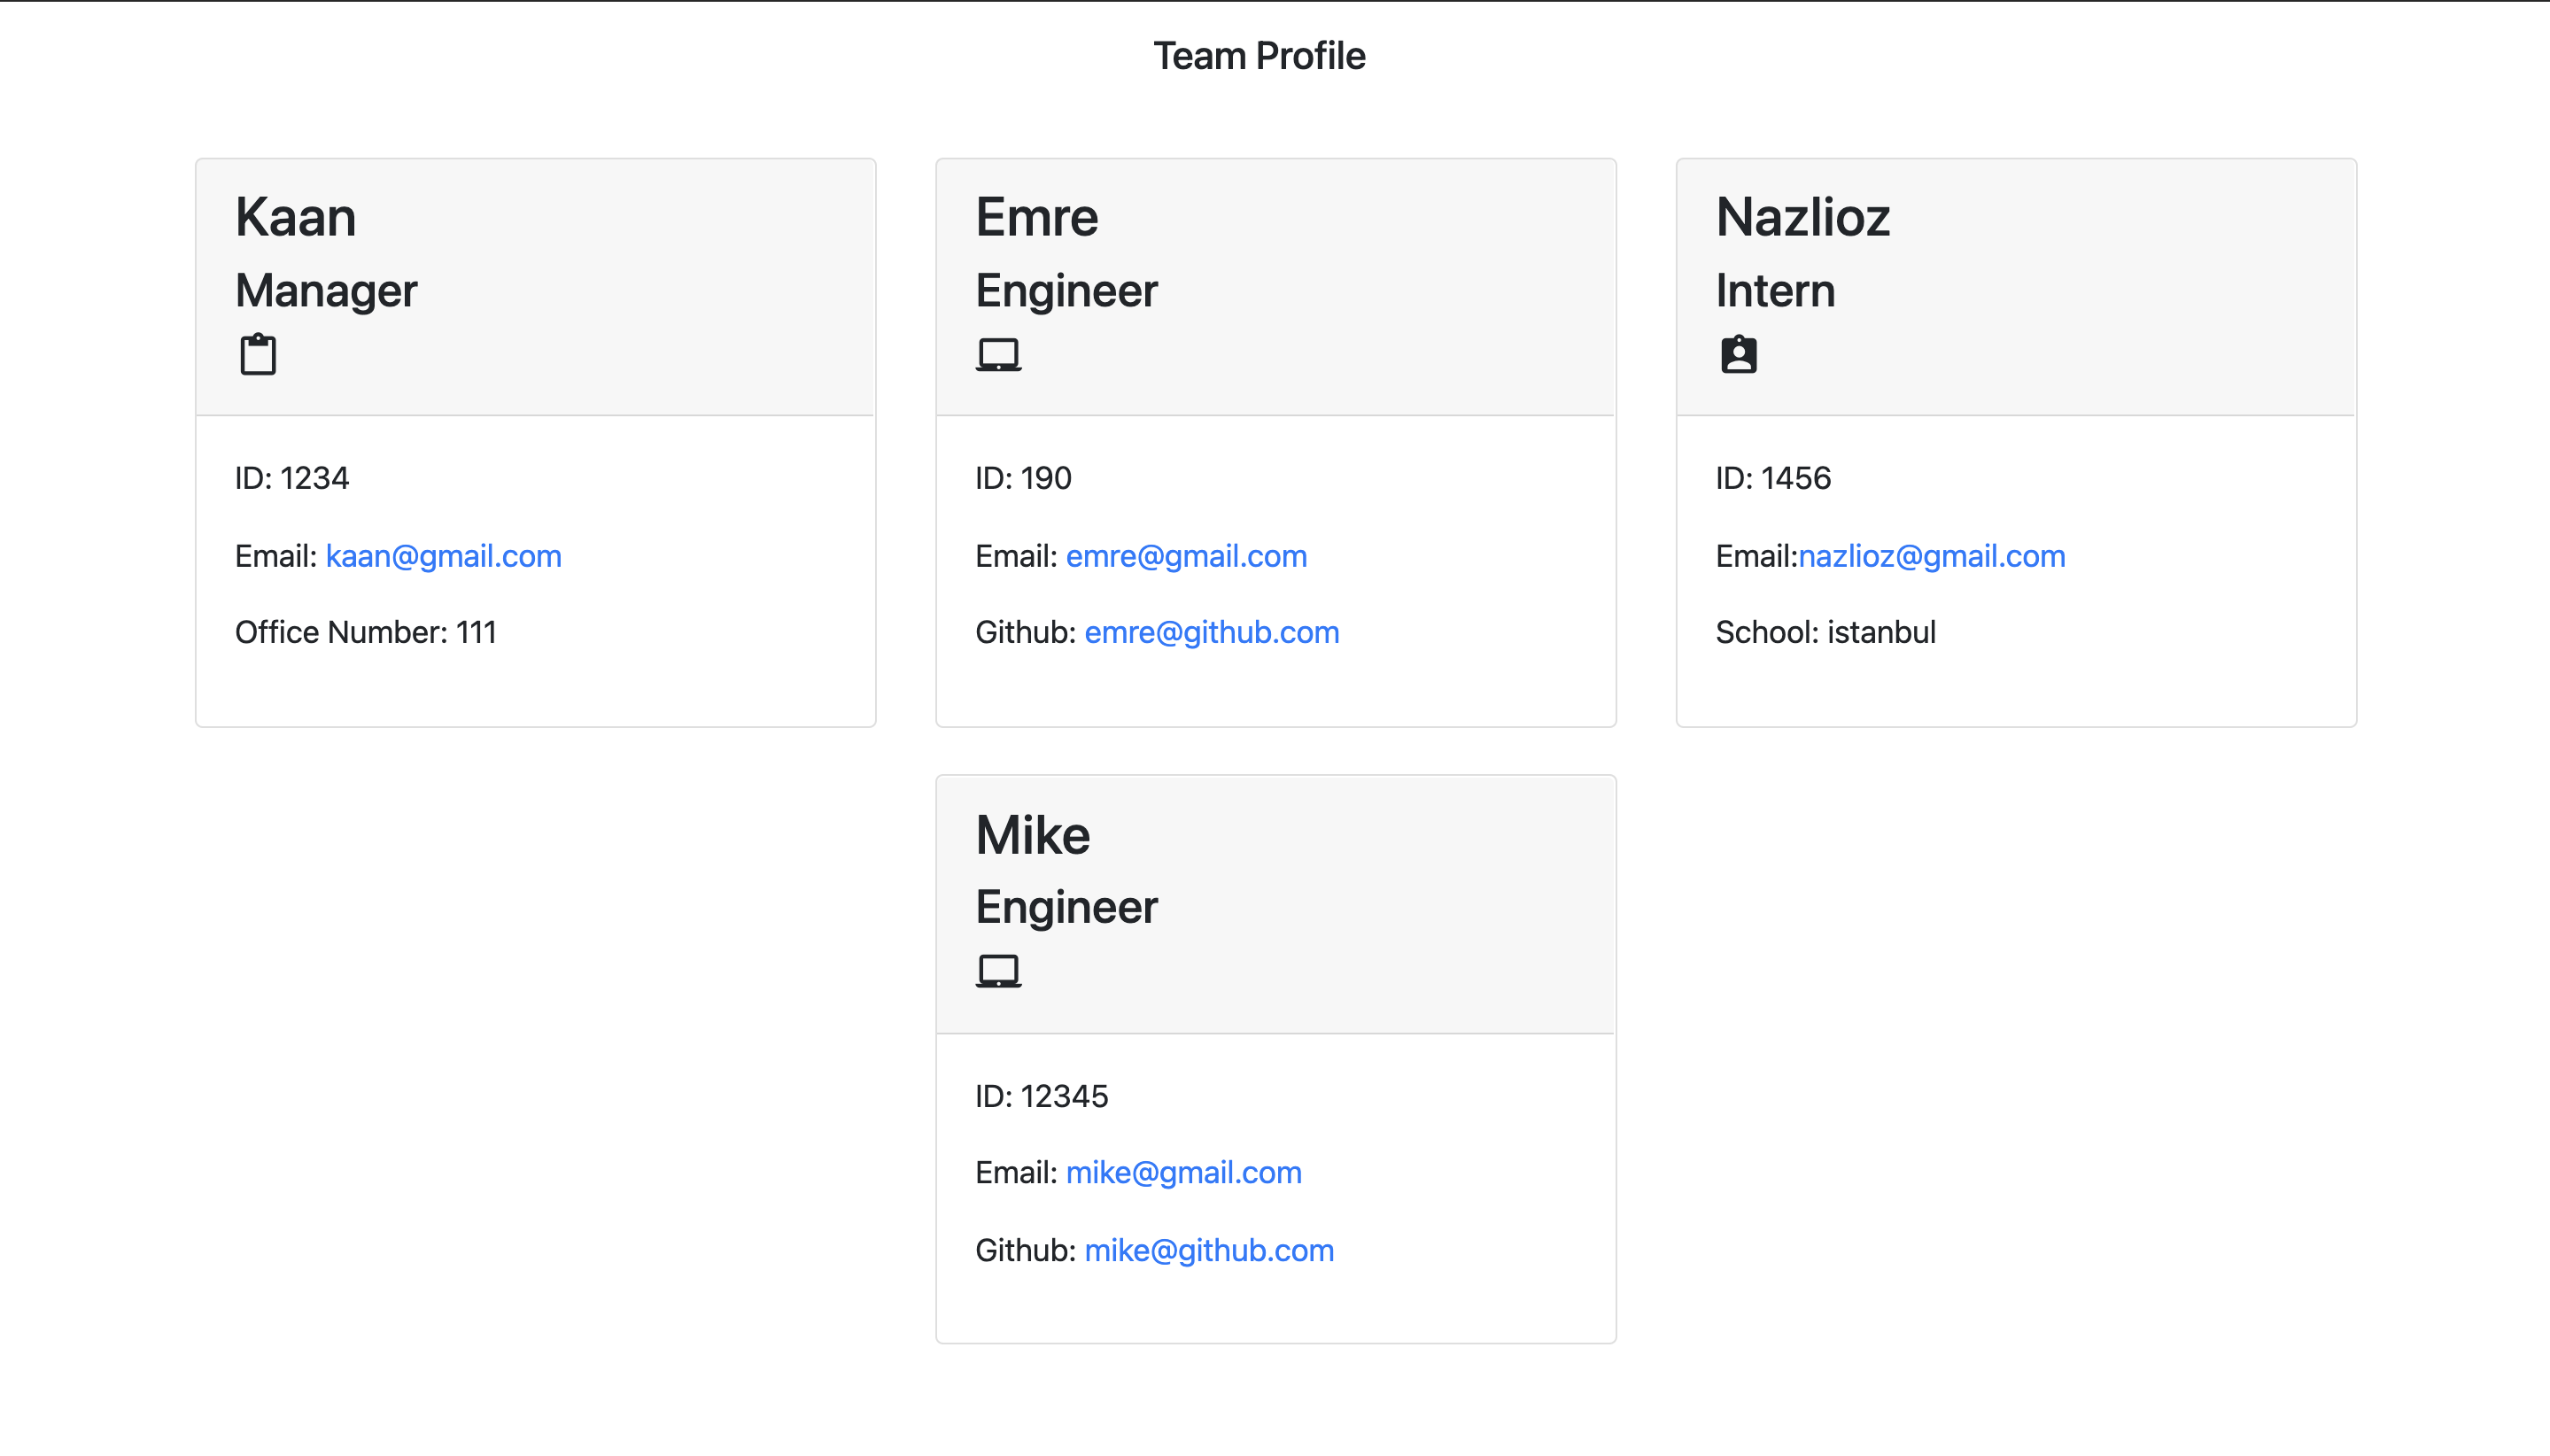 Team Profile
Kaan
Manager
ID: 1234
Email: kaan@gmail.com
Office Number: 111
Emre
Engineer
ID: 190
Email: emre@gmail.com
Github: emre@github.com
Nazlioz
Intern
ID: 1456
Email:nazlioz@gmail.com
School: istanbul
Mike
Engineer
ID: 12345
Email: mike@gmail.com
Github: mike@github.com